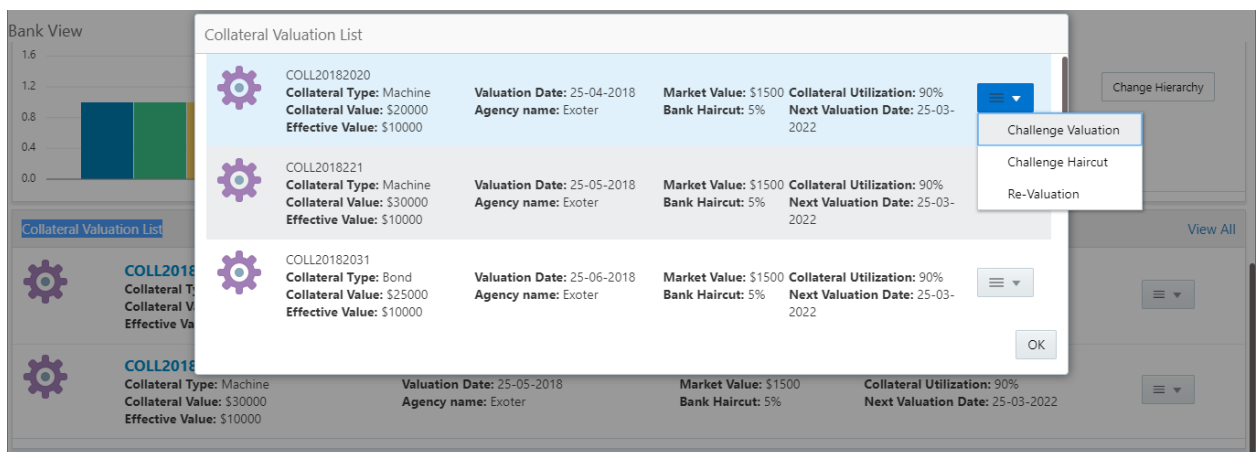 Bank View
1.6
1.2
0.8
0.4
0.0
Change Hierarchy
Collateral Valuation List
COLL20182020
Collateral Type: Machine
Collateral Value: $20000
Effective Value: $10000
Valuation Date: 25-04-2018
Agency name: Exoter
Market Value: $1500
Bank Haircut: 5%
Collateral Utilization: 90%
Next Valuation Date: 25-03-
2022
Challenge Valuation
Challenge Haircut
Re-Valuation
COLL2018221
Collateral Type: Machine
Collateral Value: $30000
Effective Value: $10000
Valuation Date: 25-05-2018
Agency name: Exoter
Market Value: $1500
Bank Haircut: 5%
Collateral Utilization: 90%
Next Valuation Date: 25-03-
2022
COLL20182031
Collateral Type: Bond
Collateral Value: $25000
Effective Value: $10000
Valuation Date: 25-06-2018
Agency name: Exoter
Market Value: $1500
Bank Haircut: 5%
Collateral Utilization: 90%
Next Valuation Date: 25-03-
2022
OK
Collateral Valuation List
View All
COLL2018
Collateral Ty
Collateral Va
Effective Va
COLL2018
Collateral Type: Machine
Collateral Value: $30000
Effective Value: $10000
Valuation Date: 25-05-2018
Agency name: Exoter
Market Value: $1500
Bank Haircut: 5%
Collateral Utilization: 90%
Next Valuation Date: 25-03-2022